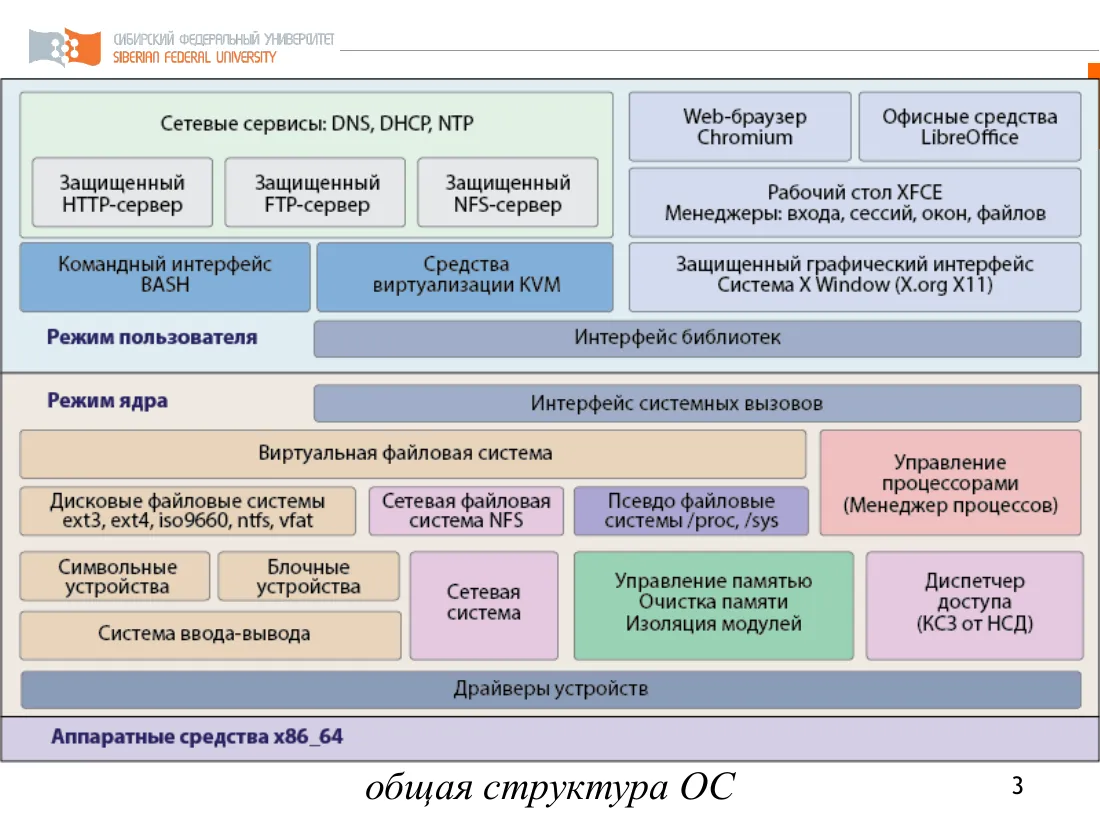 СИБИРСКИЙ ФЕДЕРАЛЬНЫЙ УНИВЕРСИТЕТ
SIBERIAN FEDERAL UNIVERSITY
Сетевые сервисы: DNS, DHCP, NTP
Защищенный
HTTP-сервер
Защищенный
FTP-сервер
Защищенный
NFS-сервер
Web-браузер
Chromium
Офисные средства
LibreOffice
Рабочий стол XFCE
Менеджеры: входа, сессий, окон, файлов
Командный интерфейс
BASH
Средства
виртуализации KVM
Защищенный графический интерфейс
Система X Window (X.org X11)
Режим пользователя
Интерфейс библиотек
Режим ядра
Интерфейс системных вызовов
Виртуальная файловая система
Управление
процессорами
(Менеджер процессов)
Дисковые файловые системы
ext3, ext4, iso9660, ntfs, vfat
Сетевая файловая
система NFS
Псевдо файловые
системы /proc, /sys
Символьные
устройства
Блочные
устройства
Сетевая
система
Управление памятью
Очистка памяти
Изоляция модулей
Диспетчер
доступа
(КСЗ от НСД)
Система ввода-вывода
Драйверы устройств
Аппаратные средства x86_64
общая структура ОС
3